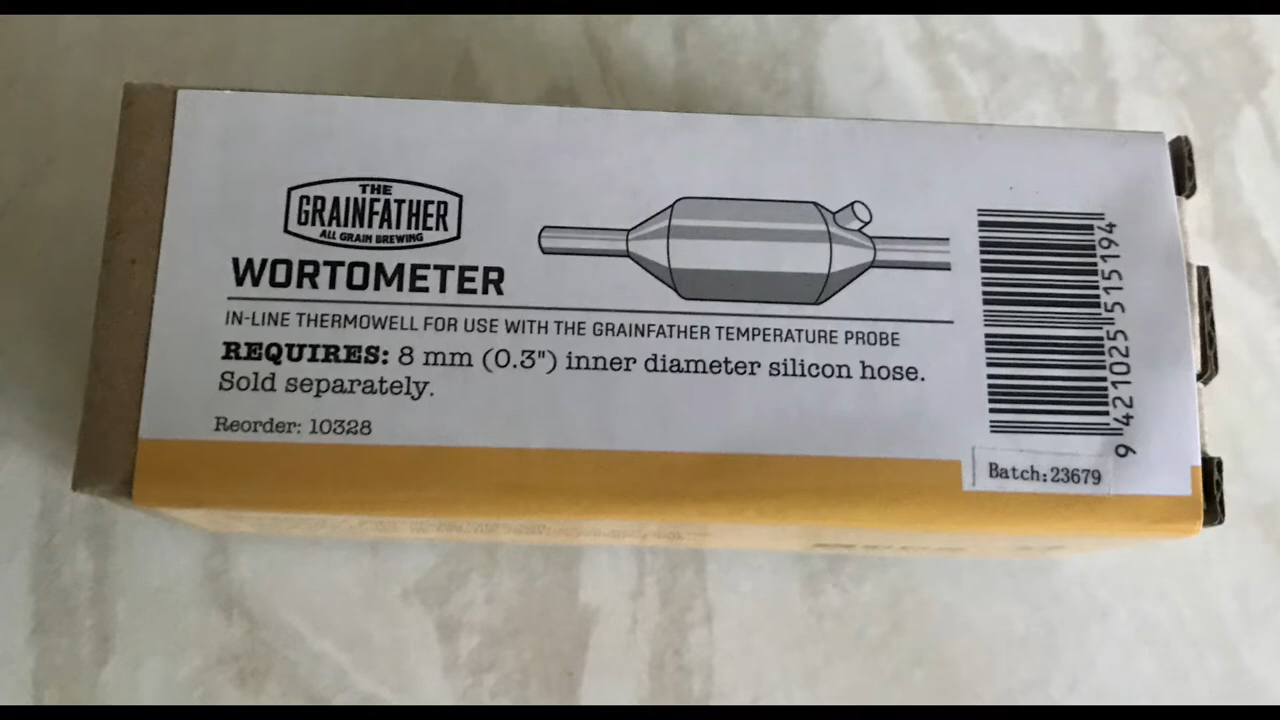 THE
GRAINFATHER
ALL GRAIN BREWING
WORTOMETER
IN-LINE THERMOWELL FOR USE WITH THE GRAINFATHER TEMPERATURE PROBE
REQUIRES: 8 mm (0.3") inner diameter silicon hose.
Sold separately.
Reorder: 10328
9 421025 515194
Batch:23679